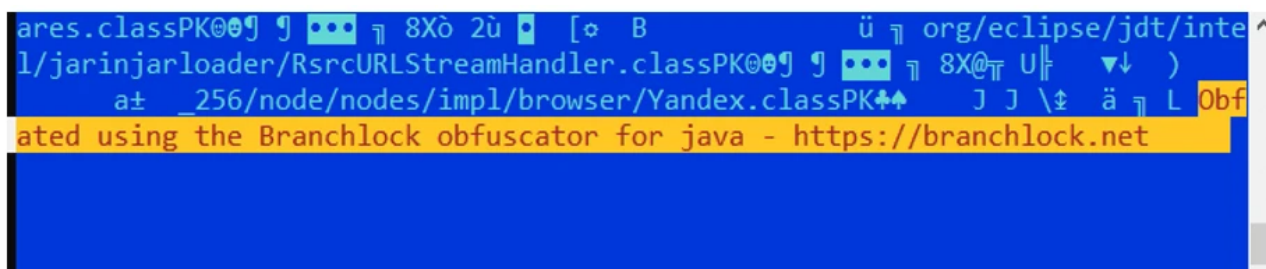 ares.classPK☺☻¶ ¶ ••• ╖ 8Xò 2ù • [☼ B ü ╖ org/eclipse/jdt/inte
l/jarinjarloader/RsrcURLStreamHandler.classPK☺☻¶ ¶ ••• ╖ 8X@╥ U╟ ▼↓ )
a± _256/node/nodes/impl/browser/Yandex.classPK♣♠ J J \↕ ä ╖ L Obf
ated using the Branchlock obfuscator for java - https://branchlock.net